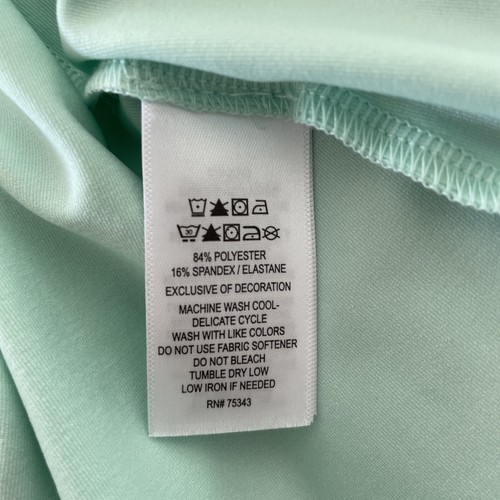 30
84% POLYESTER
16% SPANDEX / ELASTANE
EXCLUSIVE OF DECORATION
MACHINE WASH COOL-
DELICATE CYCLE
WASH WITH LIKE COLORS
DO NOT USE FABRIC SOFTENER
DO NOT BLEACH
TUMBLE DRY LOW
LOW IRON IF NEEDED
RN# 75343